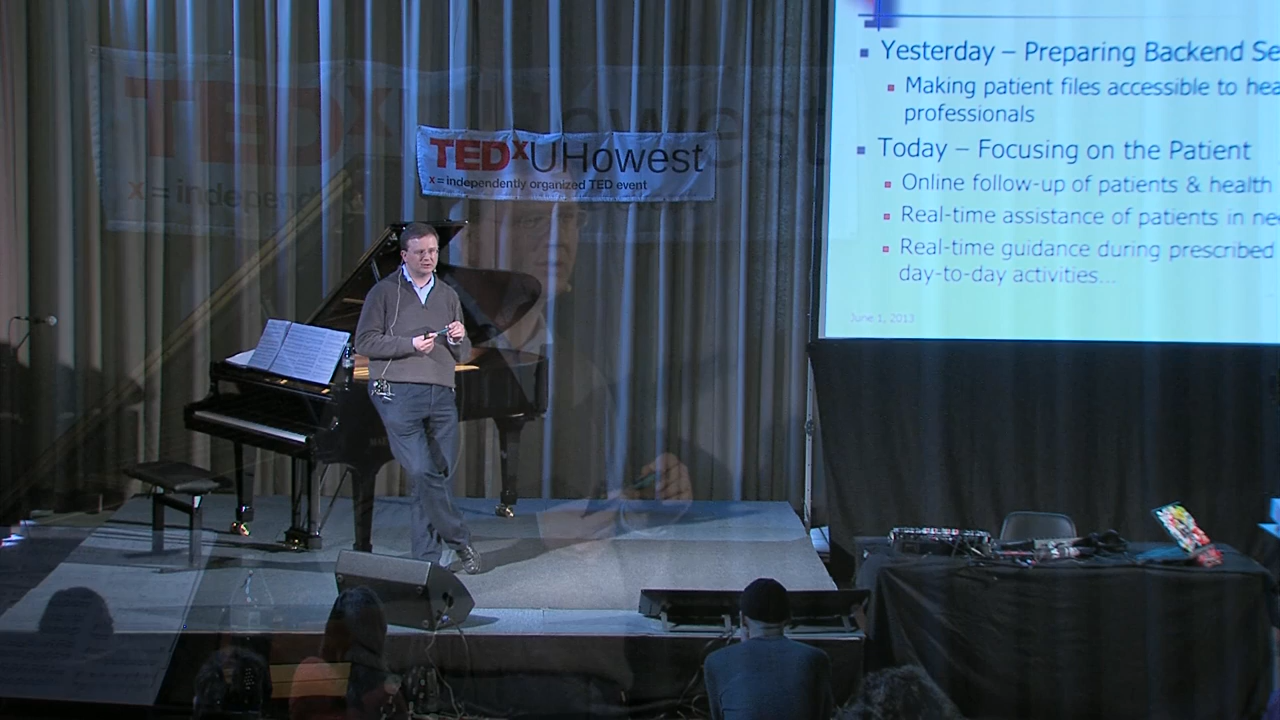 TEDxUHowest
x = independently organized TED event
Yesterday – Preparing Backend Se
Making patient files accessible to hea
professionals
Today – Focusing on the Patient
Online follow-up of patients & health
Real-time assistance of patients in ne
Real-time guidance during prescribed
day-to-day activities...
June 1, 2013
TEDxUHowest
x = independ